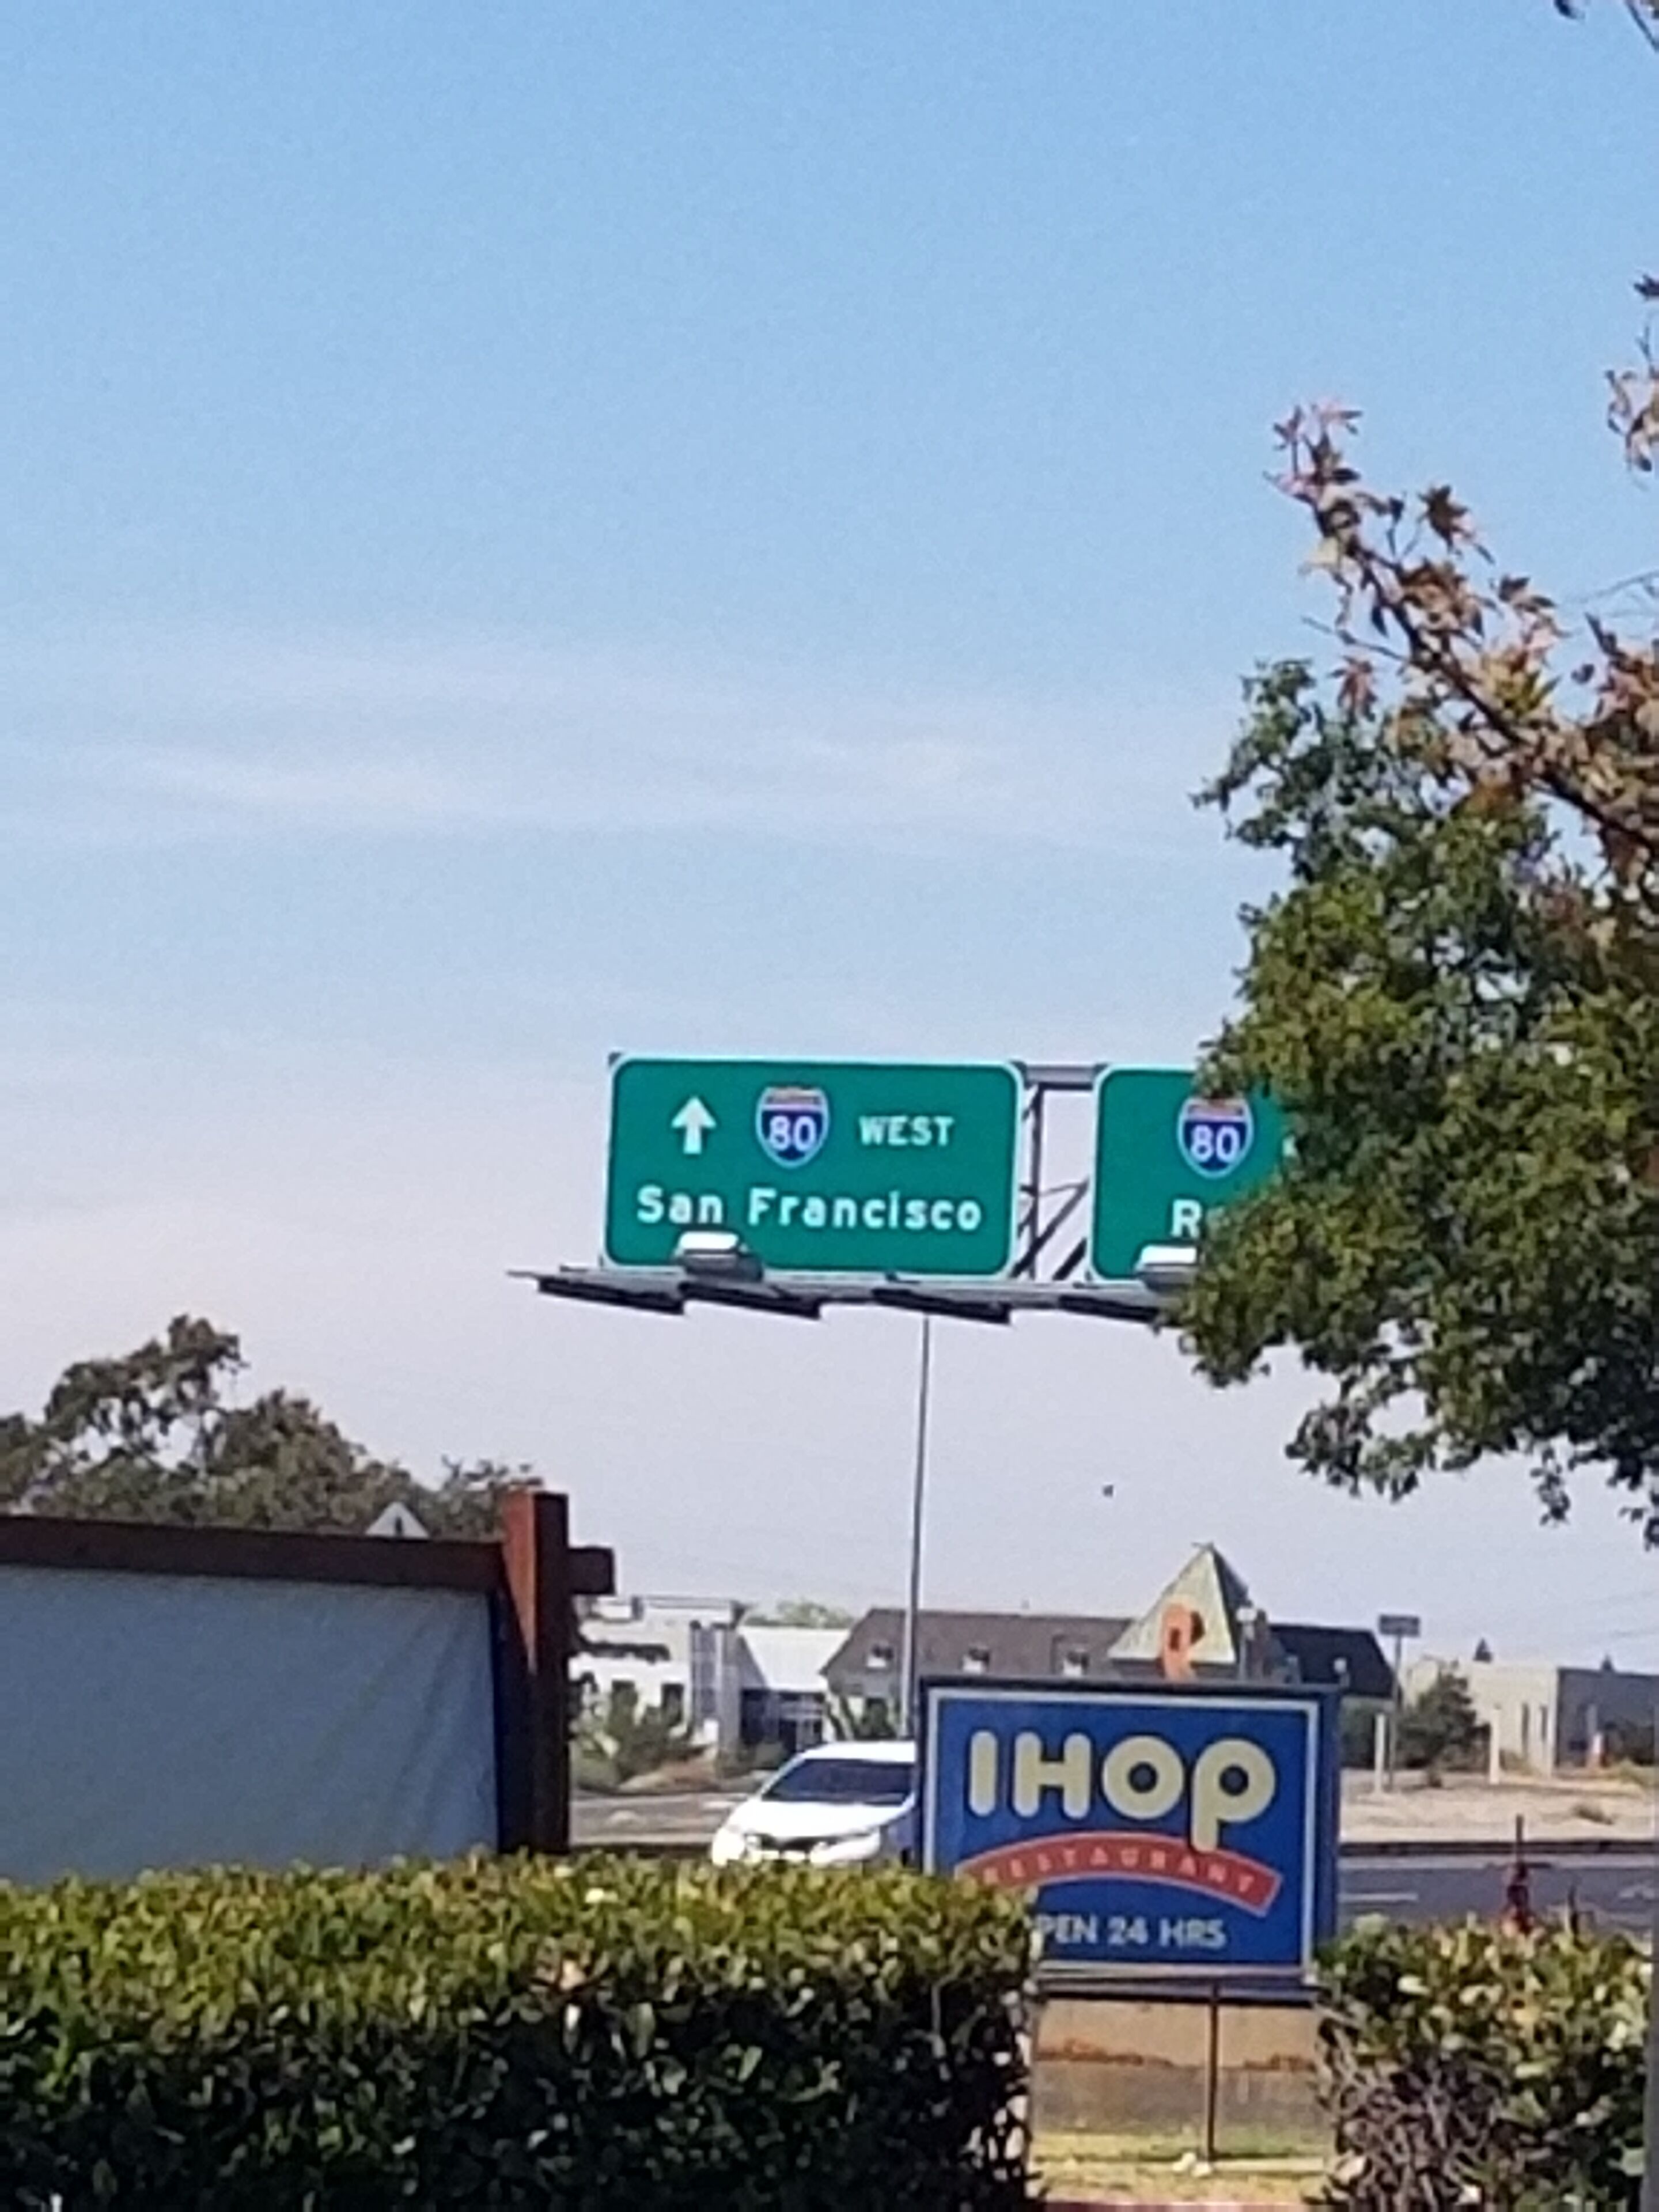 80 WEST
San Francisco
80
IHOP
RESTAURANT
PEN 24 HRS